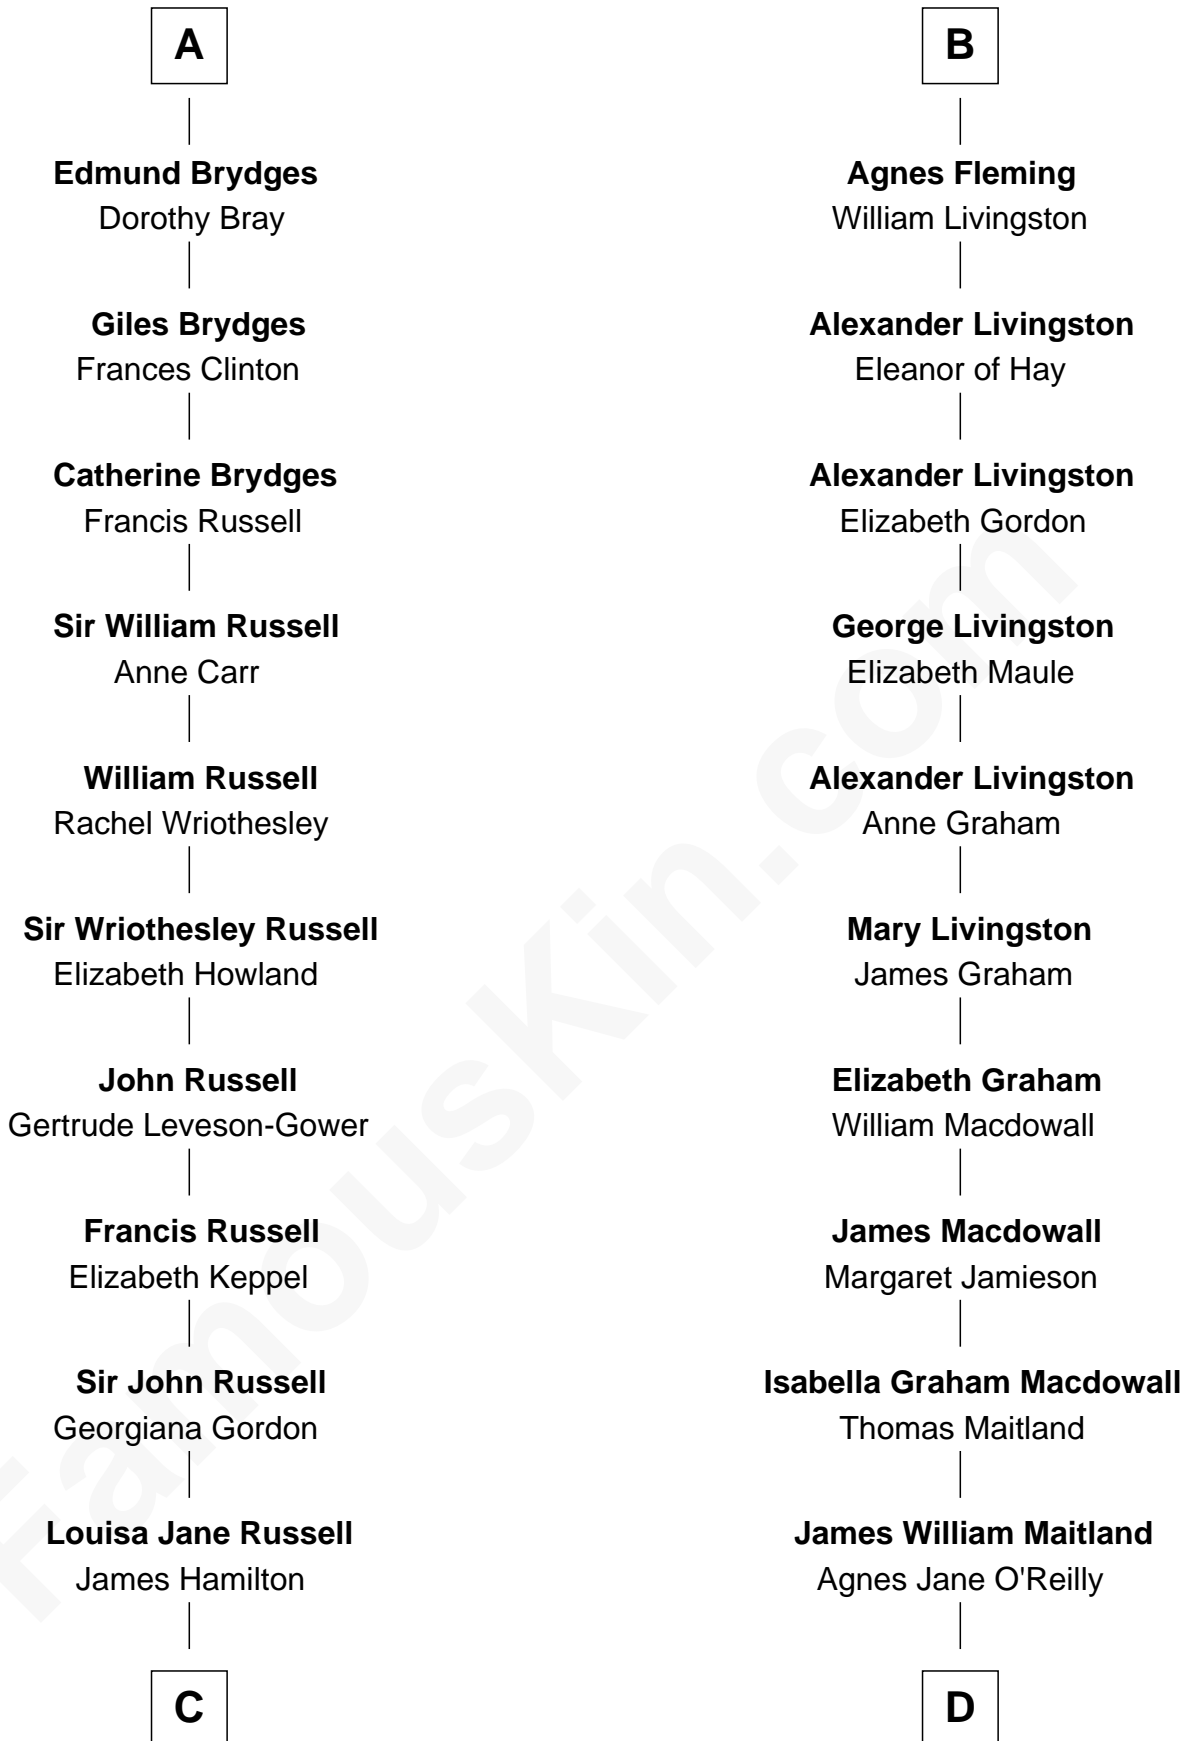 A
Edmund Brydges
Dorothy Bray
Giles Brydges
Frances Clinton
Catherine Brydges
Francis Russell
Sir William Russell
Anne Carr
William Russell
Rachel Wriothesley
Sir Wriothesley Russell
Elizabeth Howland
John Russell
Gertrude Leveson-Gower
Francis Russell
Elizabeth Keppel
Sir John Russell
Georgiana Gordon
Louisa Jane Russell
James Hamilton
C
B
Agnes Fleming
William Livingston
Alexander Livingston
Eleanor of Hay
Alexander Livingston
Elizabeth Gordon
George Livingston
Elizabeth Maule
Alexander Livingston
Anne Graham
Mary Livingston
James Graham
Elizabeth Graham
William Macdowall
James Macdowall
Margaret Jamieson
Isabella Graham Macdowall
Thomas Maitland
James William Maitland
Agnes Jane O'Reilly
D
FamousKin.com